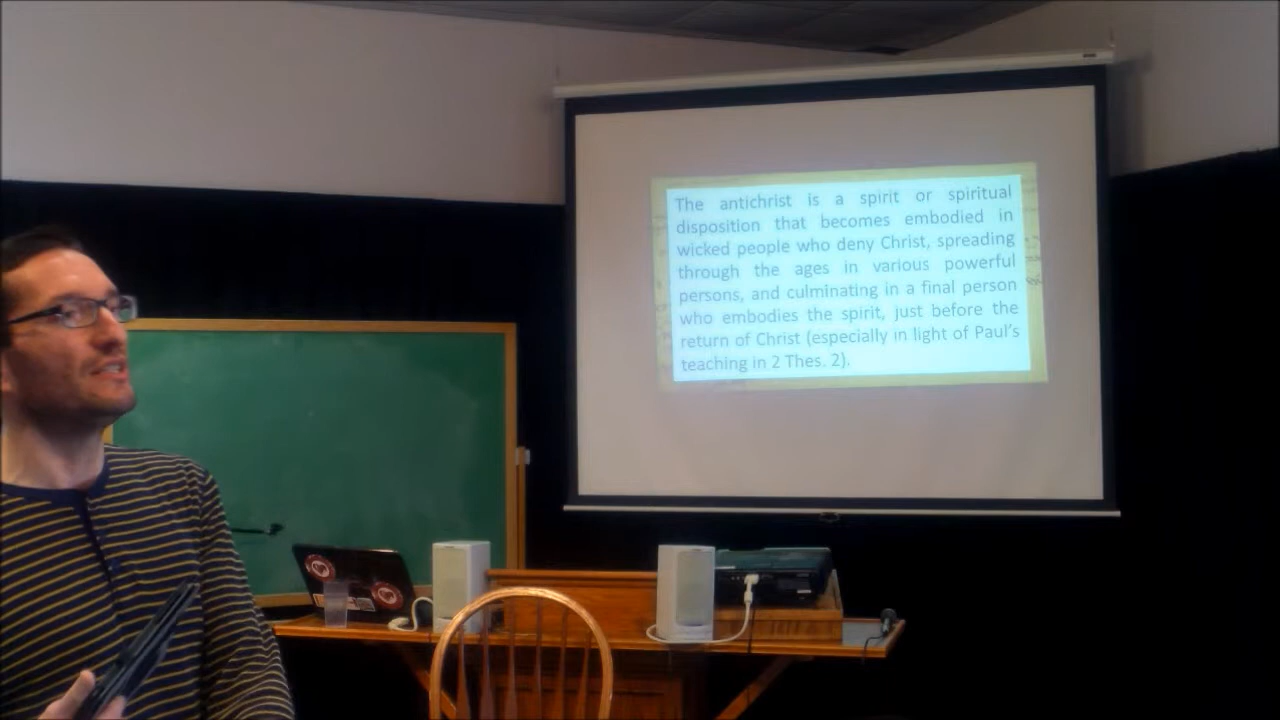 The antichrist is a spirit or spiritual
disposition that becomes embodied in
wicked people who deny Christ, spreading
through the ages in various powerful
persons, and culminating in a final person
who embodies the spirit, just before the
return of Christ (especially in light of Paul's
teaching in 2 Thes. 2).